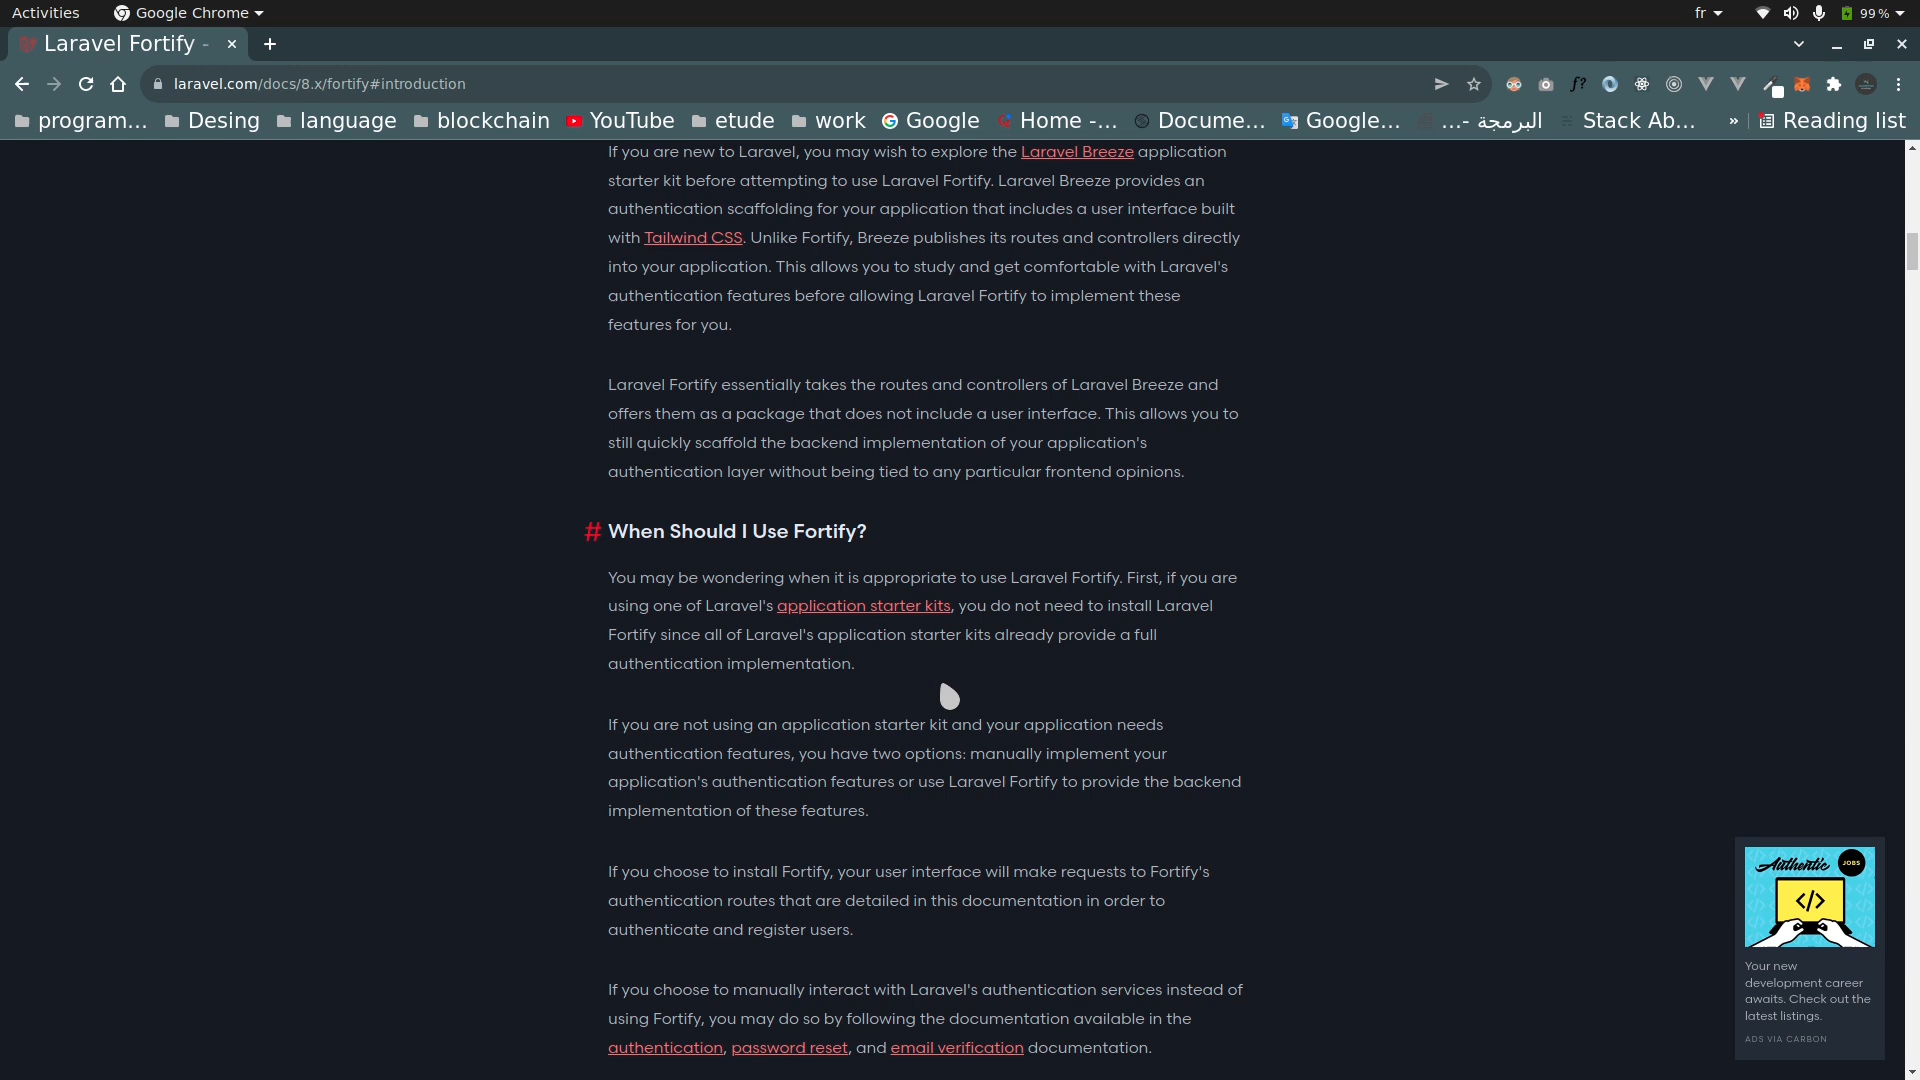 Activities
Google Chrome
fr
99 %
Laravel Fortify -
laravel.com/docs/8.x/fortify#introduction
program...
Desing
language
blockchain
YouTube
etude
work
Google
Home -...
Docume...
Google...
البرمجة -...
Stack Ab...
»
Reading list
If you are new to Laravel, you may wish to explore the Laravel Breeze application
starter kit before attempting to use Laravel Fortify. Laravel Breeze provides an
authentication scaffolding for your application that includes a user interface built
with Tailwind CSS. Unlike Fortify, Breeze publishes its routes and controllers directly
into your application. This allows you to study and get comfortable with Laravel's
authentication features before allowing Laravel Fortify to implement these
features for you.
Laravel Fortify essentially takes the routes and controllers of Laravel Breeze and
offers them as a package that does not include a user interface. This allows you to
still quickly scaffold the backend implementation of your application's
authentication layer without being tied to any particular frontend opinions.
# When Should I Use Fortify?
You may be wondering when it is appropriate to use Laravel Fortify. First, if you are
using one of Laravel's application starter kits, you do not need to install Laravel
Fortify since all of Laravel's application starter kits already provide a full
authentication implementation.
If you are not using an application starter kit and your application needs
authentication features, you have two options: manually implement your
application's authentication features or use Laravel Fortify to provide the backend
implementation of these features.
If you choose to install Fortify, your user interface will make requests to Fortify's
authentication routes that are detailed in this documentation in order to
authenticate and register users.
If you choose to manually interact with Laravel's authentication services instead of
using Fortify, you may do so by following the documentation available in the
authentication, password reset, and email verification documentation.
Authentic
JOBS
</>
Your new
development career
awaits. Check out the
latest listings.
ADS VIA CARBON